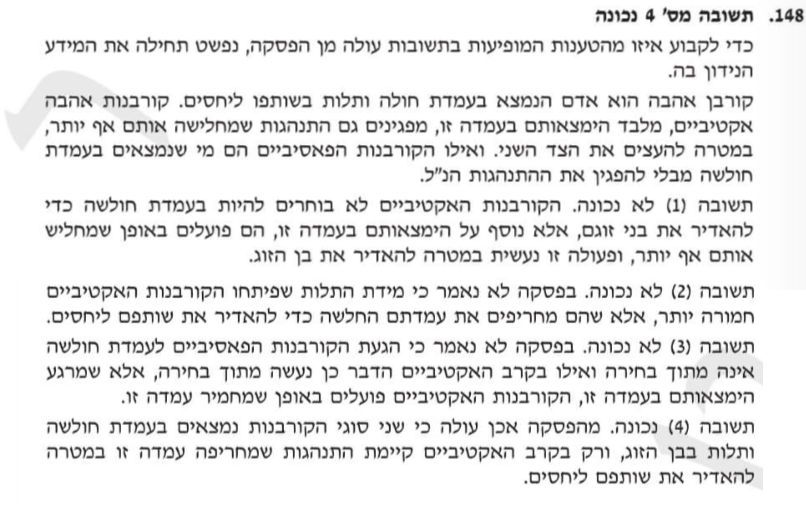 148. תשובה מס' 4 נכונה
כדי לקבוע איזו מהטענות המופיעות בתשובות עולה מן הפסקה, נפשט תחילה את המידע
הנידון בה.
קורבן אהבה הוא אדם הנמצא בעמדת חולה ותלות בשותפו ליחסים. קורבנות אהבה
אקטיביים, מלבד הימצאותם בעמדה זו, מפגינים גם התנהגות שמחלישה אותם אף יותר,
במטרה להעצים את הצד השני. ואילו הקורבנות הפאסיביים הם מי שנמצאים בעמדת
חולשה מבלי להפגין את ההתנהגות הנ"ל.
תשובה (1) לא נכונה. הקורבנות האקטיביים לא בוחרים להיות בעמדת חולשה כדי
להאדיר את בני זוגם, אלא נוסף על הימצאותם בעמדה זו, הם פועלים באופן שמחליש
אותם אף יותר, ופעולה זו נעשית במטרה להאדיר את בן הזוג.
תשובה (2) לא נכונה. בפסקה לא נאמר כי מידת התלות שפיתחו הקורבנות האקטיביים
חמורה יותר, אלא שהם מחריפים את עמדתם החלשה כדי להאדיר את שותפם ליחסים.
תשובה (3) לא נכונה. בפסקה לא נאמר כי הגעת הקורבנות הפאסיביים לעמדת חולשה
אינה מתוך בחירה ואילו בקרב האקטיביים הדבר כן נעשה מתוך בחירה, אלא שמרגע
הימצאותם בעמדה זו, הקורבנות האקטיביים פועלים באופן שמחמיר עמדה זו.
תשובה (4) נכונה. מהפסקה אכן עולה כי שני סוגי הקורבנות נמצאים בעמדת חולשה
ותלות בבן הזוג, ורק בקרב האקטיביים קיימת התנהגות שמחריפה עמדה זו במטרה
להאדיר את שותפם ליחסים.